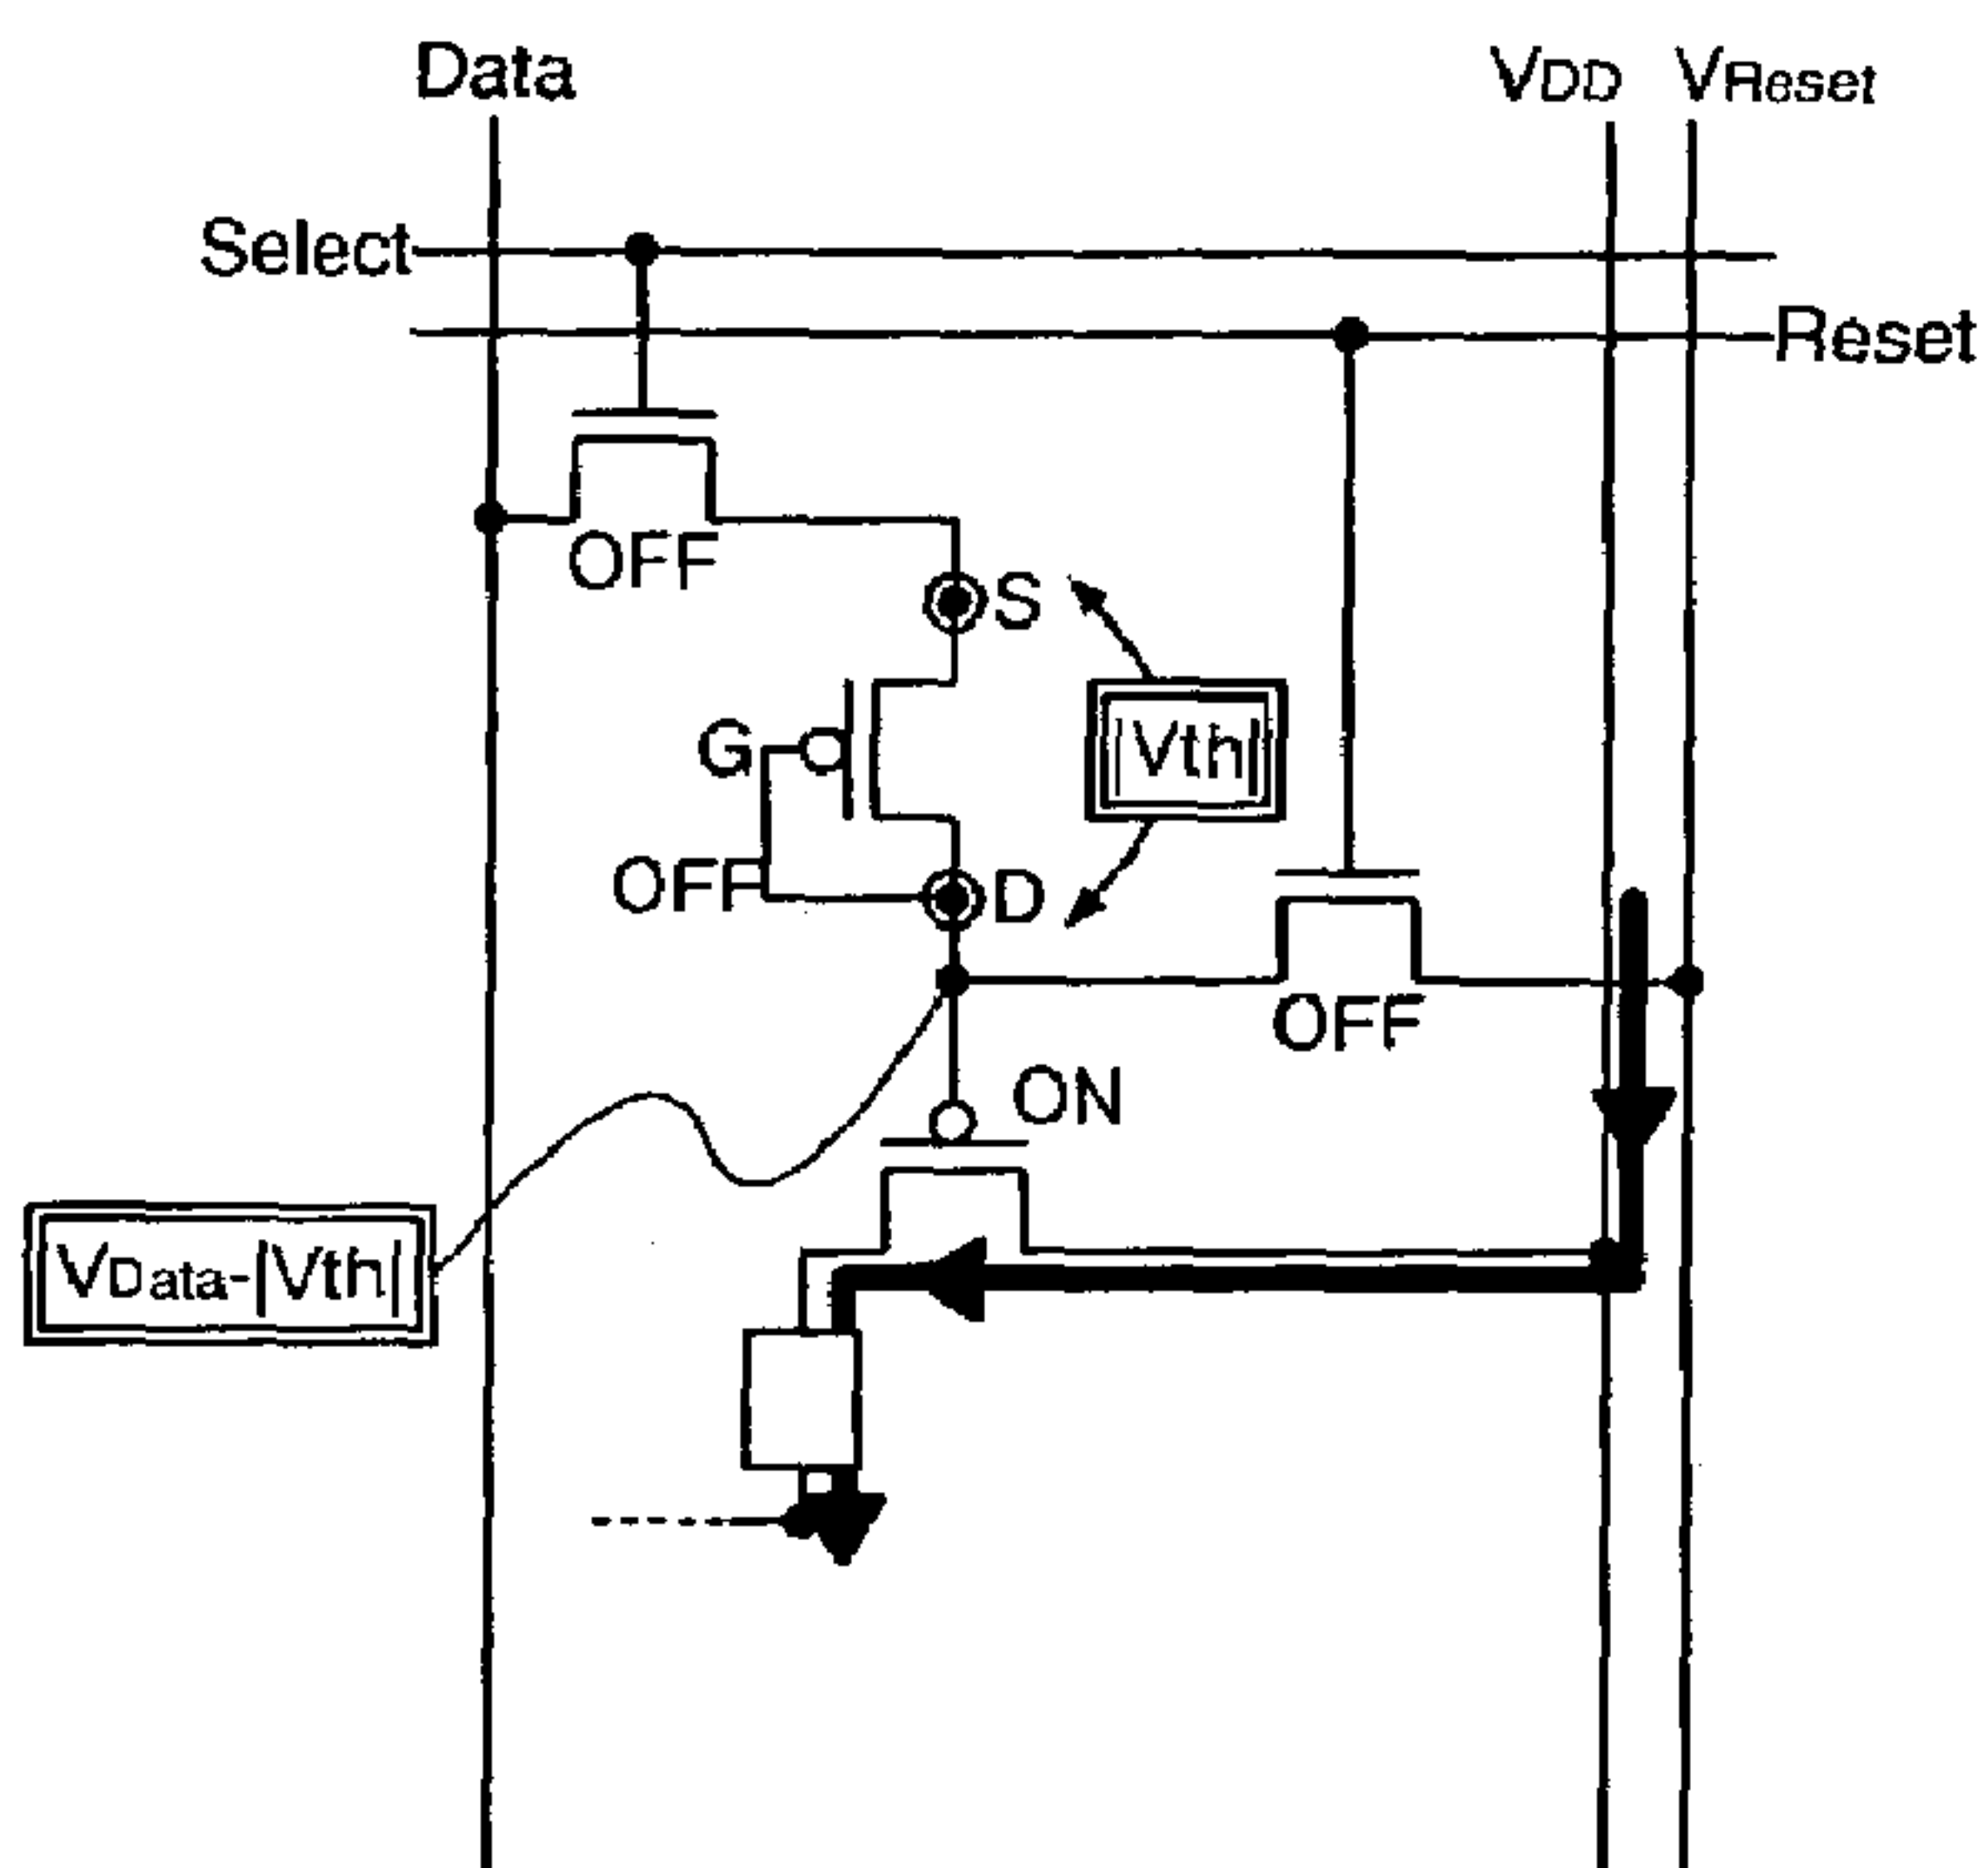 Data
VDD VReset
Select
Reset
OFF
S
G
|Vth|
OFF
D
OFF
ON
VData-|Vth|